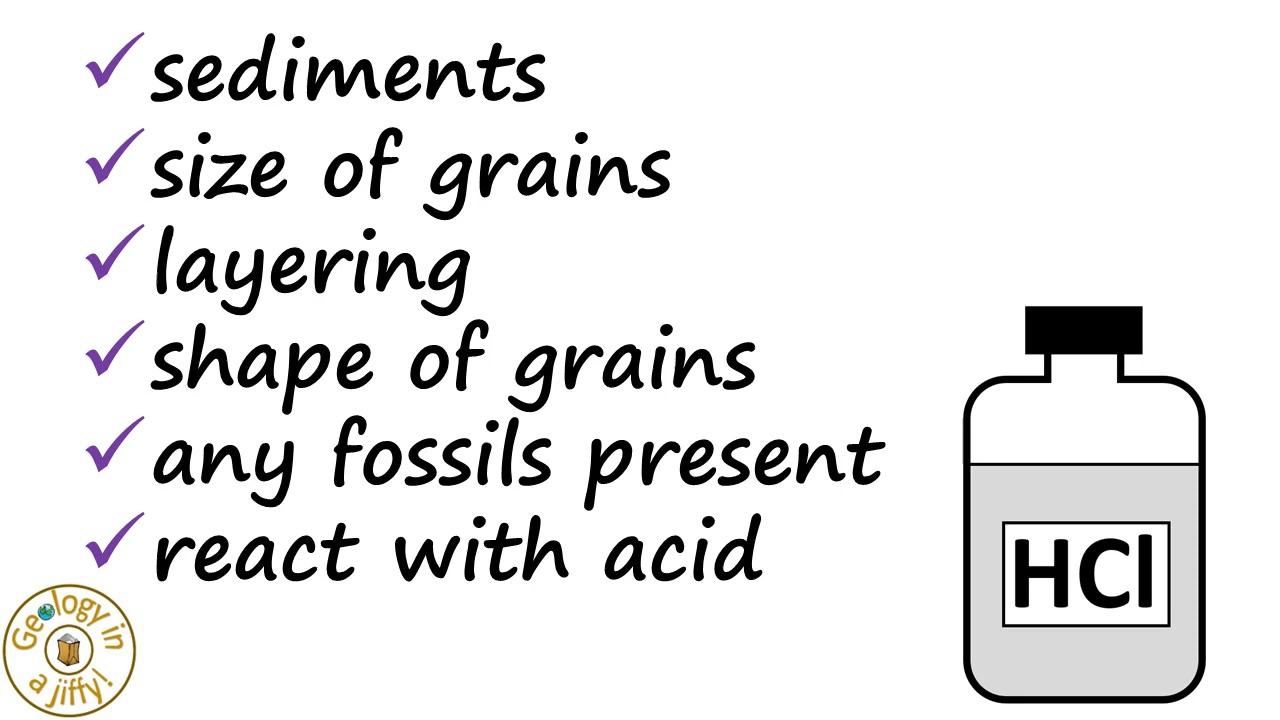 ✓ sediments
✓ size of grains
✓ layering
✓ shape of grains
✓ any fossils present
✓ react with acid
HCl
Geology in
a jiffy!